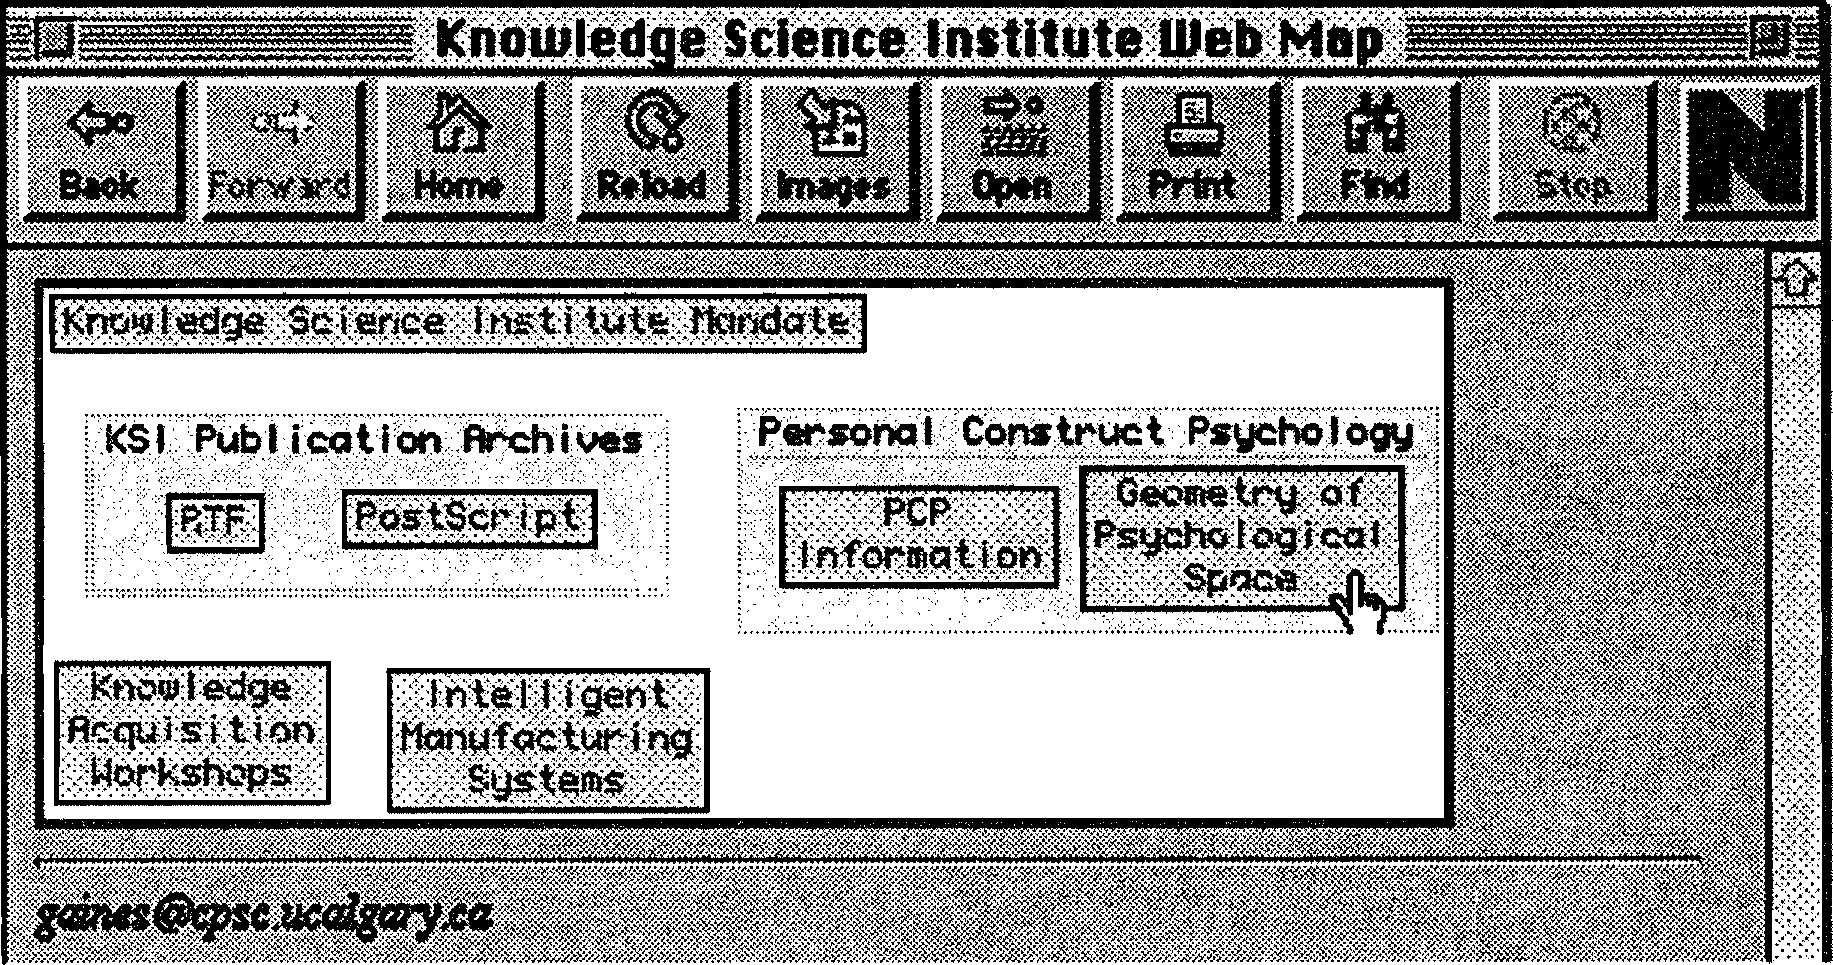 Knowledge Science Institute Web Map
Back Forward Home Reload Images Open Print Find Stop N
Knowledge Science Institute Mandate
KSI Publication Archives
RTF PostScript
Personal Construct Psychology
PCP
Information
Geometry of
Psychological
Space
Knowledge
Acquisition
Workshops
Intelligent
Manufacturing
Systems
gaines@cpsc.ucalgary.ca